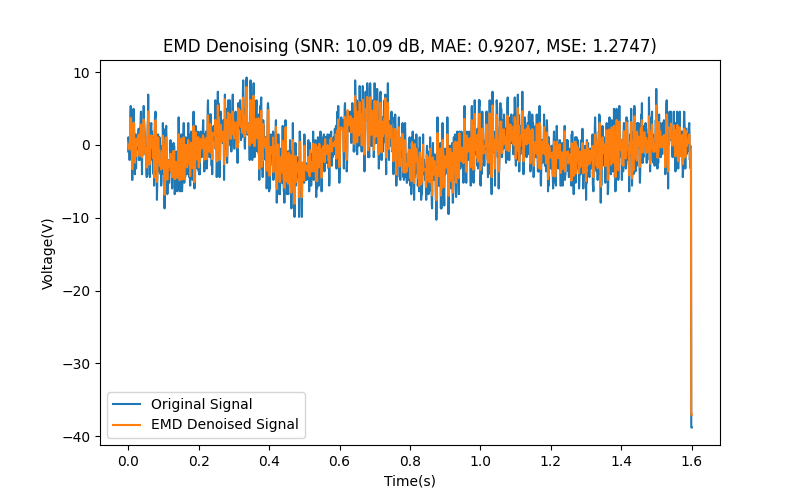 EMD Denoising (SNR: 10.09 dB, MAE: 0.9207, MSE: 1.2747)
10
0
−10
−20
−30
−40
Voltage(V)
Original Signal
EMD Denoised Signal
0.0 0.2 0.4 0.6 0.8 1.0 1.2 1.4 1.6
Time(s)